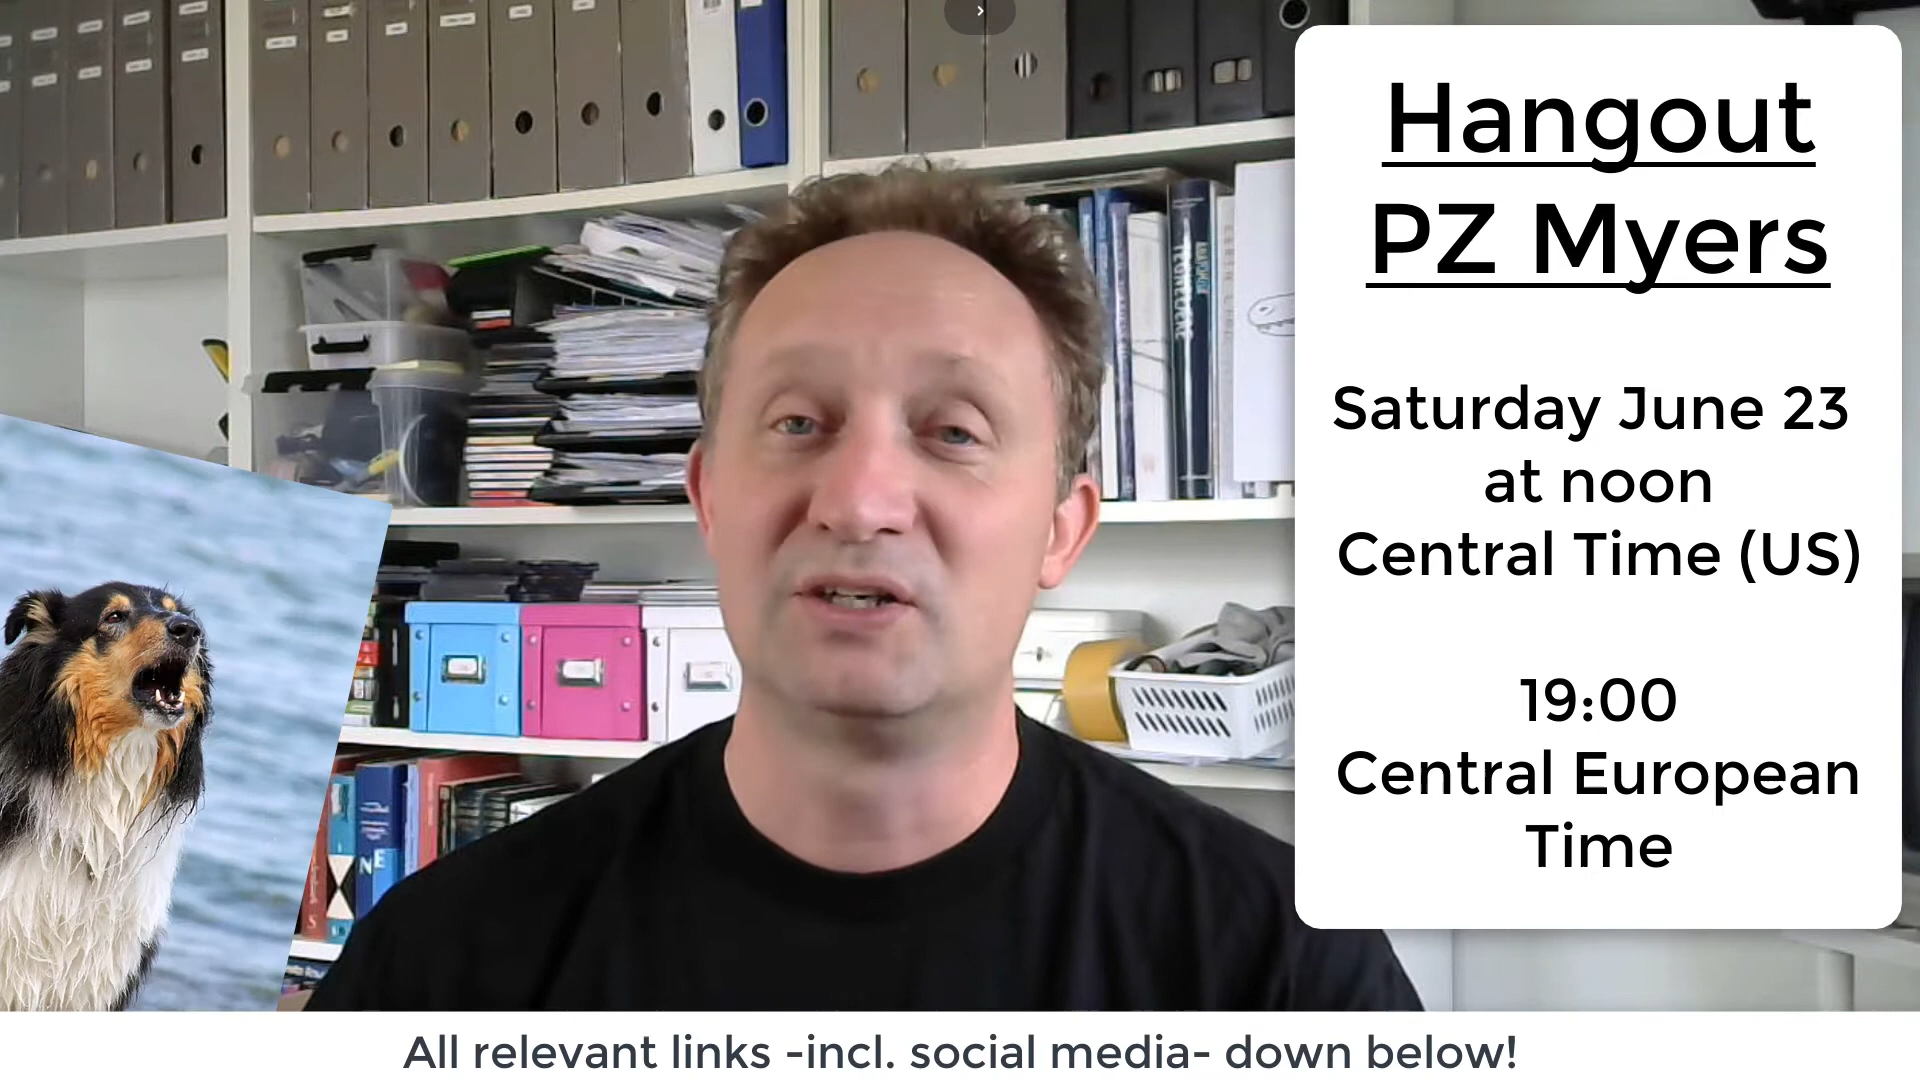 Hangout
PZ Myers
Saturday June 23
at noon
Central Time (US)
19:00
Central European
Time
All relevant links -incl. social media- down below!